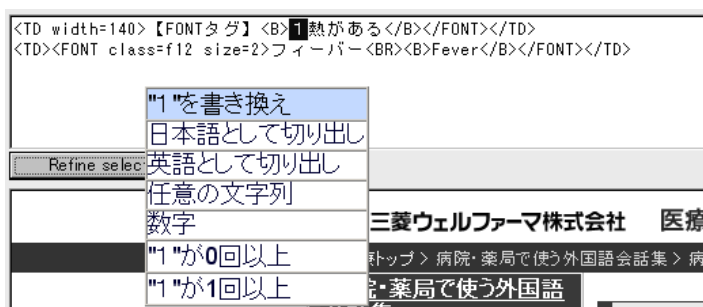 <TD width=140>【FONTタグ】<B>1熱がある</B></FONT></TD>
<TD><FONT class=f12 size=2>フィーバー<BR><B>Fever</B></FONT></TD>
"1 "を書き換え
日本語として切り出し
Refine selec
英語として切り出し
任意の文字列
数字
三菱ウェルファーマ株式会社 医療
"1 "が0回以上
トップ > 病院・薬局で使う外国語会話集 > 病
"1 "が1回以上
・薬局で使う外国語